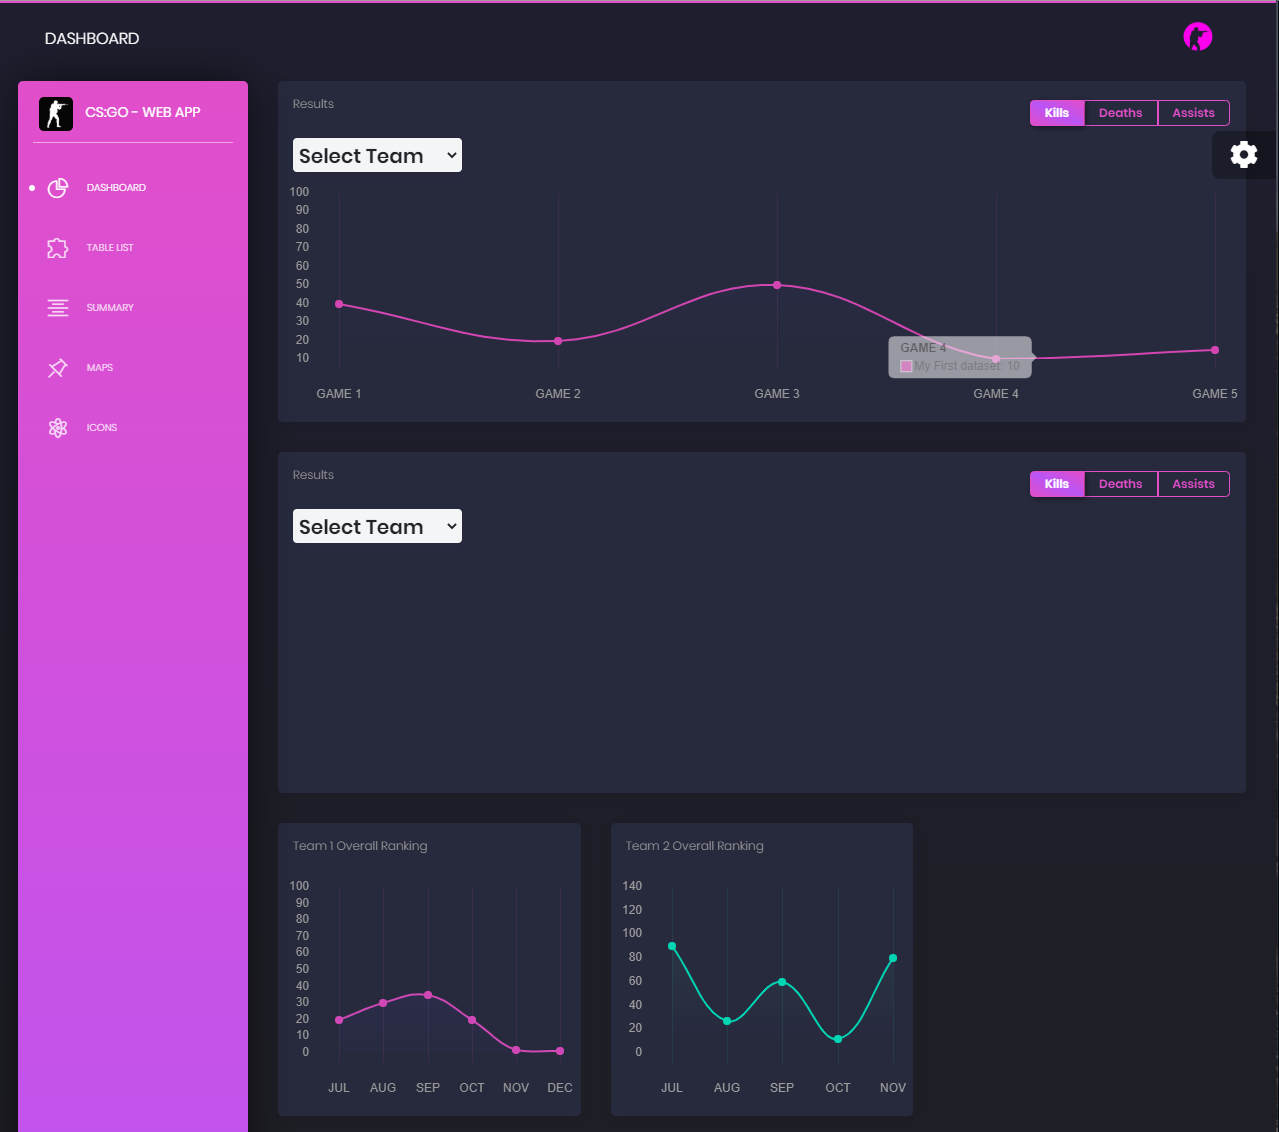 DASHBOARD
CS:GO - WEB APP
DASHBOARD
TABLE LIST
SUMMARY
MAPS
ICONS
Results
Kills Deaths Assists
Select Team
100
90
80
70
60
50
40
30
20
10
GAME 4
My First dataset: 10
GAME 1 GAME 2 GAME 3 GAME 4 GAME 5
Results
Kills Deaths Assists
Select Team
Team 1 Overall Ranking
100
90
80
70
60
50
40
30
20
10
0
JUL AUG SEP OCT NOV DEC
Team 2 Overall Ranking
140
120
100
80
60
40
20
0
JUL AUG SEP OCT NOV